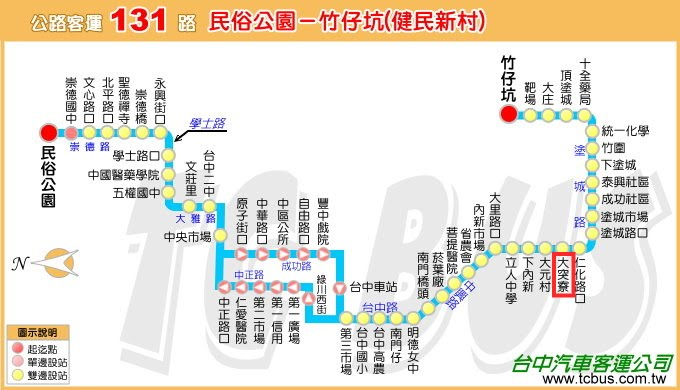 公路客運 131 路 民俗公園－竹仔坑(健民新村)
民俗公園
崇德國中
文心路口
北平路口
聖德禪寺
崇德橋
永興街口
崇德路
學士路
學士路口
中國醫藥學院
五權國中
文莊里
台中二中
大雅路
中央市場
原子街口
中華路口
中區公所
自由路口
豐中戲院
成功路
中正路
中正路口
仁愛醫院
第二市場
第一信用
第一廣場
綠川西街
台中車站
台中路
第三市場
台中國小
台中高農
南門仔
明德女中
南門橋頭
菸葉廠
菩提醫院
省農會
內新市場
大里路口
中興路
立人中學
下內新
大元村
大突寮
仁化路口
塗城路
塗城路口
塗城市場
成功社區
泰興社區
下塗城
竹圍
統一化學
十全藥局
頂塗城
大庄
靶場
竹仔坑
N
圖示說明
起迄點
單邊設站
雙邊設站
TC BUS
台中汽車客運公司
www.tcbus.com.tw